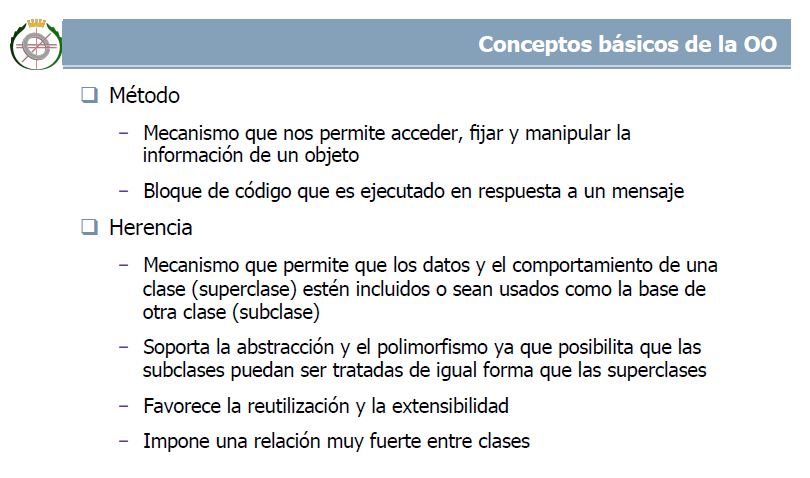 Conceptos básicos de la OO
❑ Método
– Mecanismo que nos permite acceder, fijar y manipular la
información de un objeto
– Bloque de código que es ejecutado en respuesta a un mensaje
❑ Herencia
– Mecanismo que permite que los datos y el comportamiento de una
clase (superclase) estén incluidos o sean usados como la base de
otra clase (subclase)
– Soporta la abstracción y el polimorfismo ya que posibilita que las
subclases puedan ser tratadas de igual forma que las superclases
– Favorece la reutilización y la extensibilidad
– Impone una relación muy fuerte entre clases